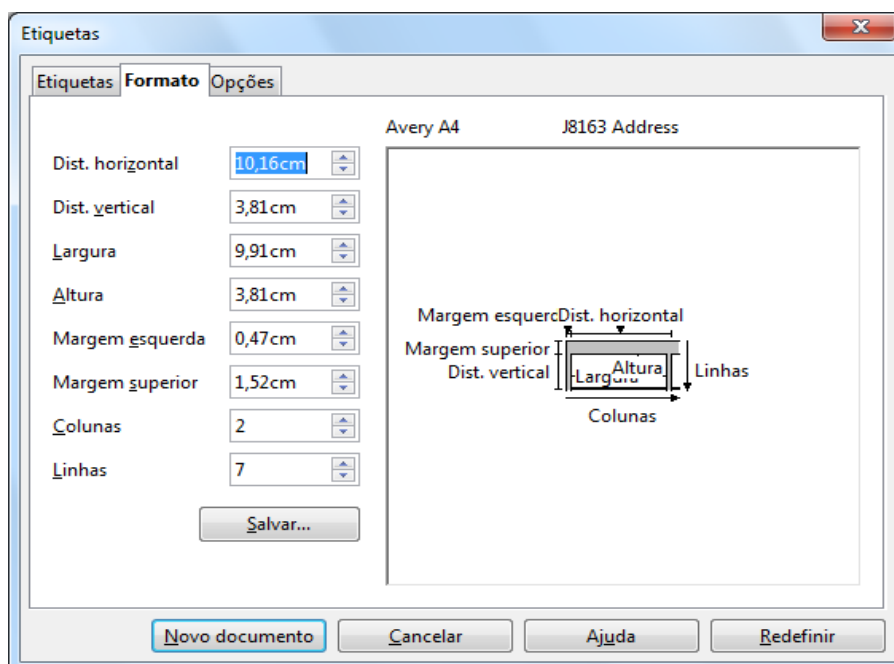 Etiquetas
Etiquetas Formato Opções
Avery A4 J8163 Address
Dist. horizontal 10,16cm
Dist. vertical 3,81cm
Largura 9,91cm
Altura 3,81cm
Margem esquerda 0,47cm
Margem superior 1,52cm
Colunas 2
Linhas 7
Salvar...
Margem esquerc Dist. horizontal
Margem superior
Dist. vertical
Largura Altura Linhas
Colunas
Novo documento Cancelar Ajuda Redefinir